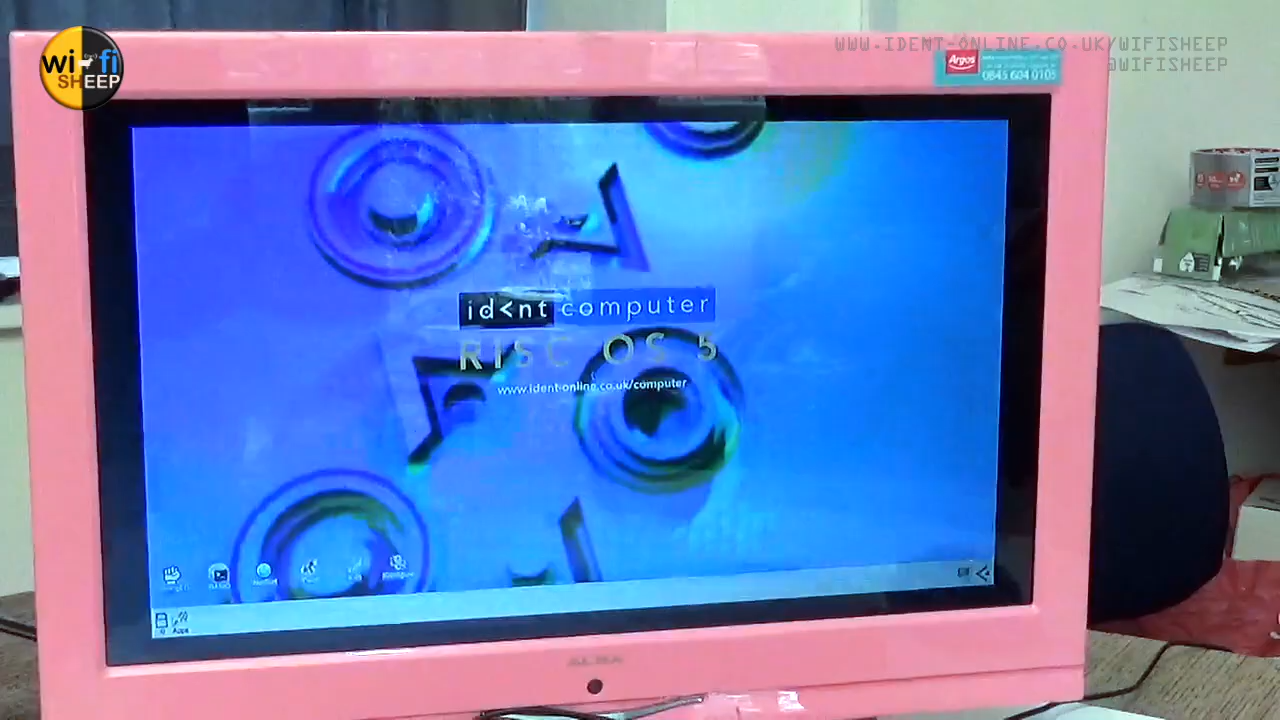 wi-fi
SHEEP
WWW.IDENT-ONLINE.CO.UK/WIFISHEEP
@WIFISHEEP
Argos
0845 604 0105
id<nt computer
RISC OS 5
www.ident-online.co.uk/computer
Apps
ALBA